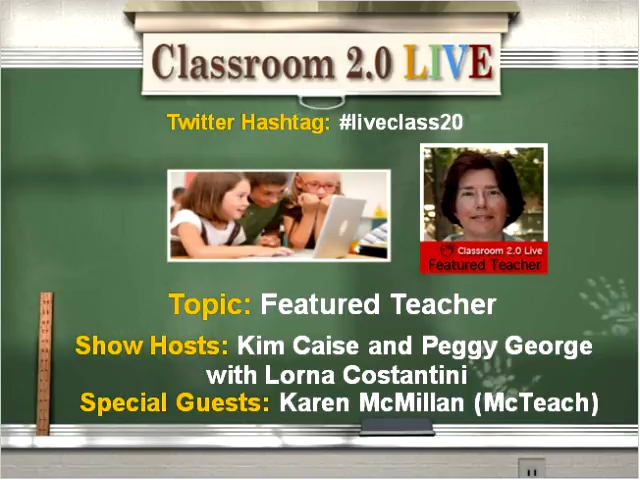 Classroom 2.0 LIVE
Twitter Hashtag: #liveclass20
Classroom 2.0 Live
Featured Teacher
Topic: Featured Teacher
Show Hosts: Kim Caise and Peggy George
with Lorna Costantini
Special Guests: Karen McMillan (McTeach)